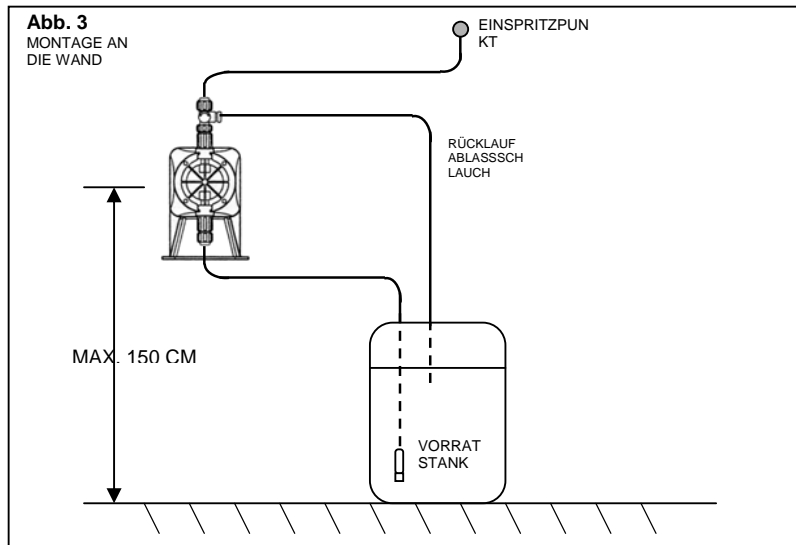 Abb. 3
MONTAGE AN
DIE WAND
EINSPRITZPUN
KT
RÜCKLAUF
ABLASSSCH
LAUCH
MAX. 150 CM
VORRAT
STANK